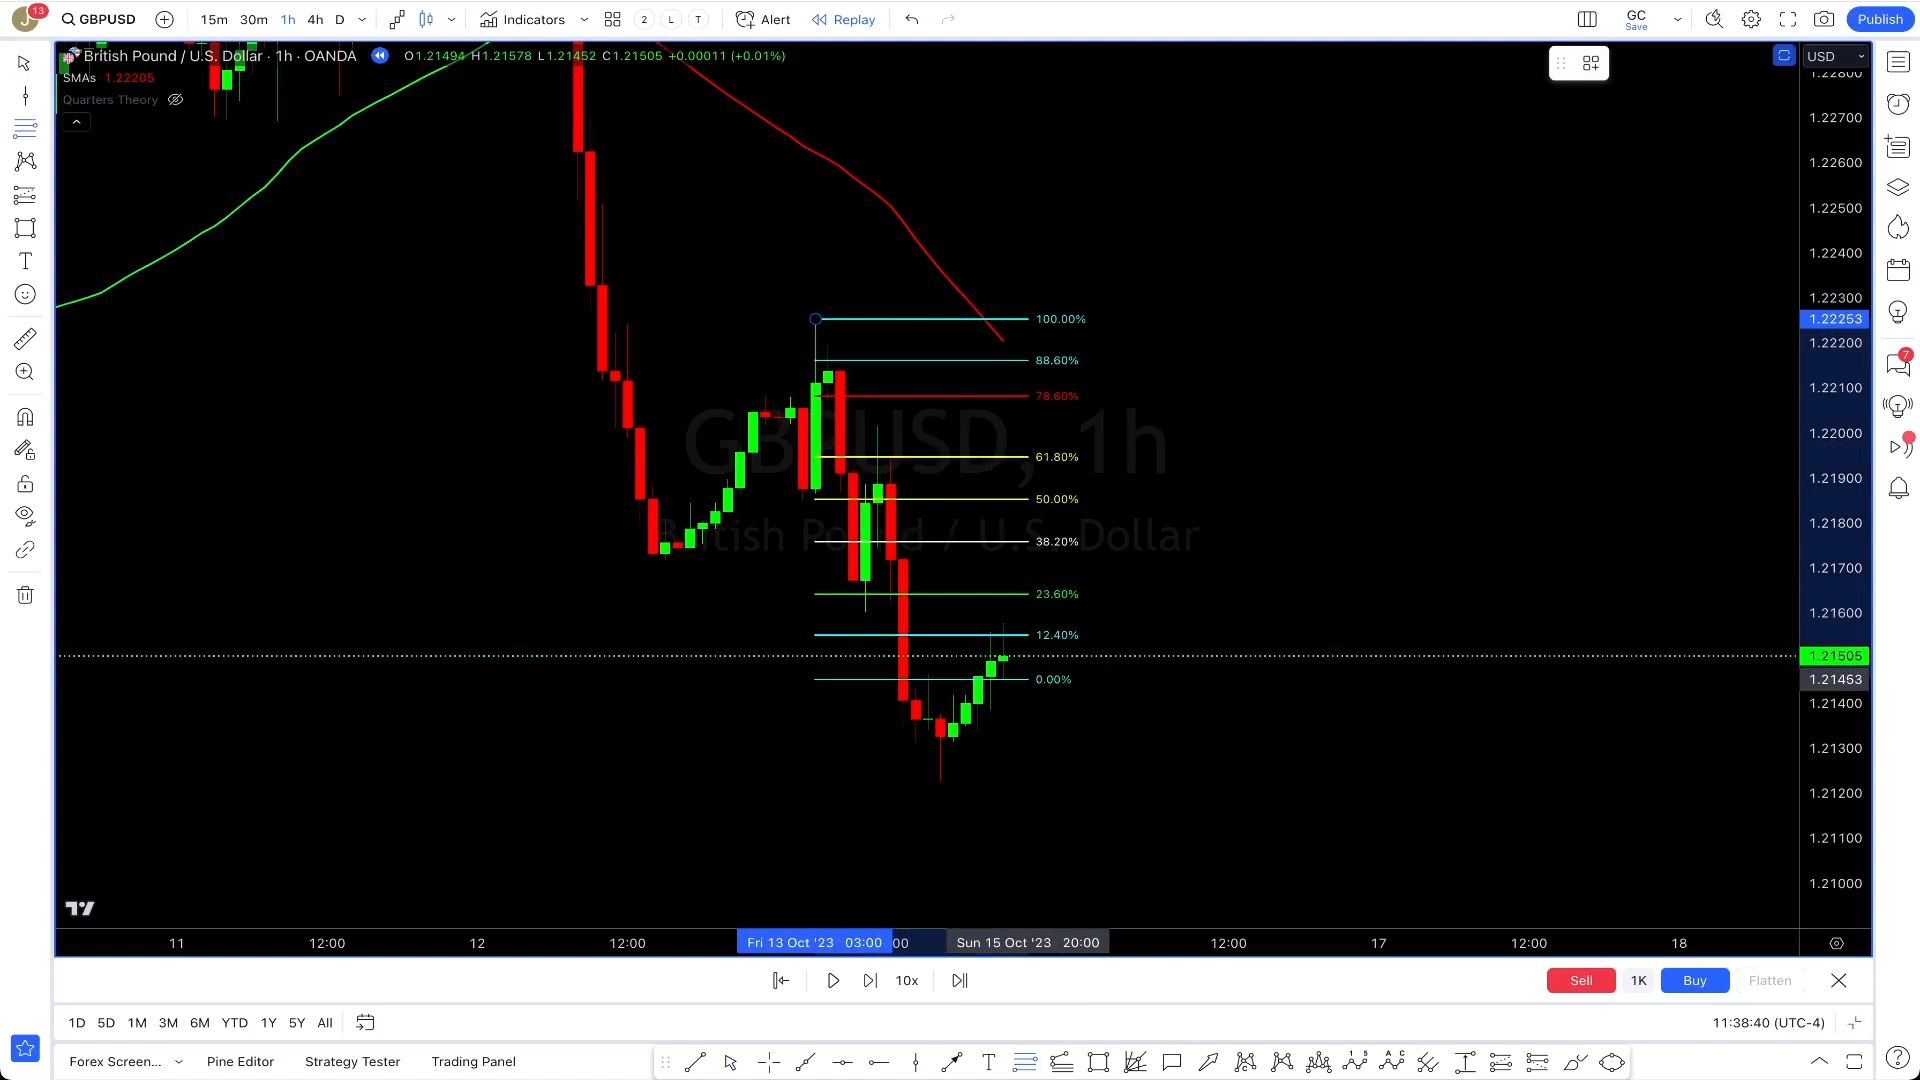 J 13 GBPUSD 15m 30m 1h 4h D Indicators 2 L T Alert Replay GC Save Publish
British Pound / U.S. Dollar · 1h · OANDA O1.21494 H1.21578 L1.21452 C1.21505 +0.00011 (+0.01%) USD
SMAs 1.22205
Quarters Theory
1.22800
1.22700
1.22600
1.22500
1.22400
1.22300
100.00% 1.22253
1.22200
88.60%
1.22100
78.60%
1.22000
61.80%
GBPUSD, 1h
1.21900
50.00%
1.21800
British Pound / U.S. Dollar
38.20%
1.21700
23.60%
1.21600
12.40%
1.21505
0.00% 1.21453
1.21400
1.21300
1.21200
1.21100
1.21000
11 12:00 12 12:00 Fri 13 Oct '23 03:00 00 Sun 15 Oct '23 20:00 12:00 17 12:00 18
10x Sell 1K Buy Flatten
1D 5D 1M 3M 6M YTD 1Y 5Y All 11:38:40 (UTC-4)
Forex Screen... Pine Editor Strategy Tester Trading Panel
7